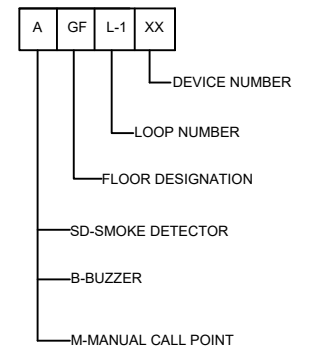 A GF L-1 XX
DEVICE NUMBER
LOOP NUMBER
FLOOR DESIGNATION
SD-SMOKE DETECTOR
B-BUZZER
M-MANUAL CALL POINT